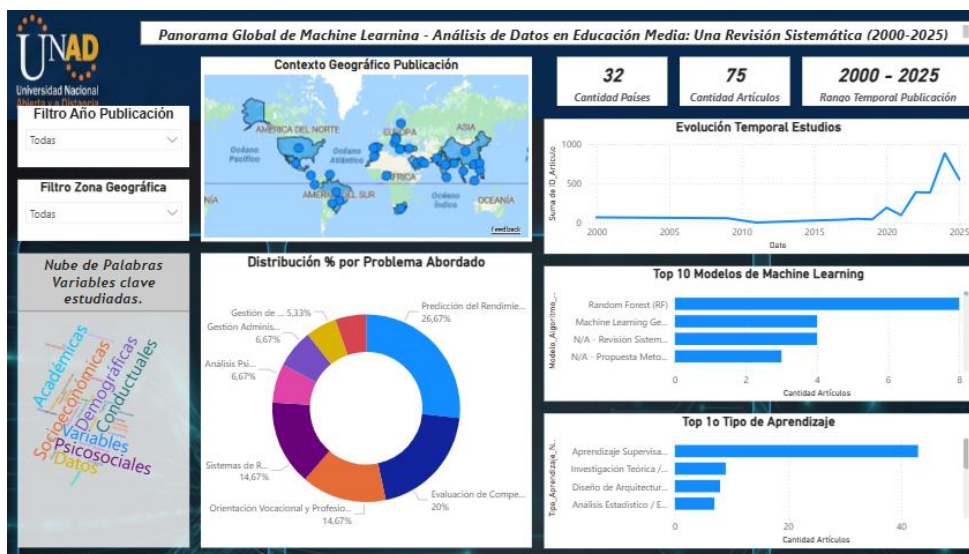 UNAD
Universidad Nacional
Abierta y a Distancia
Panorama Global de Machine Learnina - Análisis de Datos en Educación Media: Una Revisión Sistemática (2000-2025)
Filtro Año Publicación
Todas
Filtro Zona Geográfica
Todas
Contexto Geográfico Publicación
AMÉRICA DEL NORTE
EUROPA
ASIA
Océano
Pacífico
Océano
Atlántico
ÁFRICA
AMÉRICA DEL SUR
Océano
Índico
OCEANÍA
NÍA
Feedback
32
Cantidad Países
75
Cantidad Artículos
2000 - 2025
Rango Temporal Publicación
Evolución Temporal Estudios
Suma de ID_Artículo
1000
500
0
2000
2005
2010
2015
2020
2025
Date
Nube de Palabras
Variables clave
estudiadas.
Académicas
Socioeconómicas
Demográficas
Conductuales
Variables
Psicosociales
Datos
Distribución % por Problema Abordado
Predicción del Rendimie...
26,67%
Evaluación de Compe...
20%
Orientación Vocacional y Profesio...
14,67%
Sistemas de R...
14,67%
Análisis Psi...
6,67%
Gestión Adminis...
6,67%
Gestión de ... 5,33%
Top 10 Modelos de Machine Learning
Modelo_Algoritmo_...
Random Forest (RF)
Machine Learning Ge...
N/A - Revisión Sistem...
N/A - Propuesta Meto...
0
2
4
6
8
Cantidad Artículos
Top 1o Tipo de Aprendizaje
Tipo_Aprendizaje_N...
Aprendizaje Supervisa...
Investigación Teórica /...
Diseño de Arquitectur...
Análisis Estadístico / E...
0
20
40
Cantidad Artículos